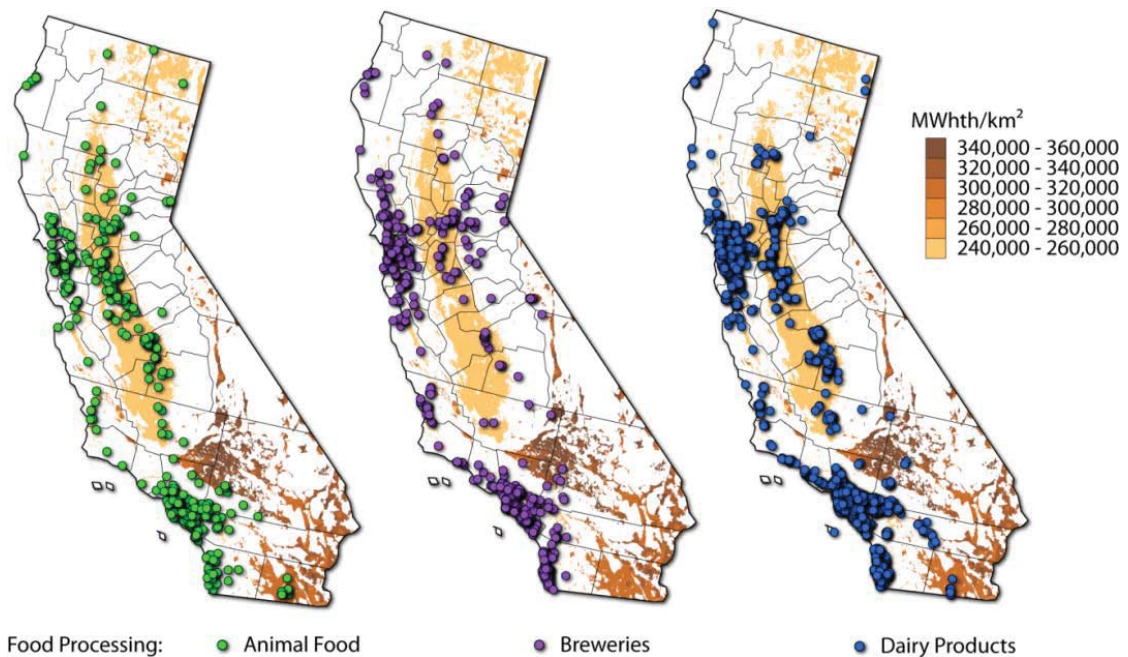 MWhth/km²
340,000 - 360,000
320,000 - 340,000
300,000 - 320,000
280,000 - 300,000
260,000 - 280,000
240,000 - 260,000
Food Processing: Animal Food Breweries Dairy Products